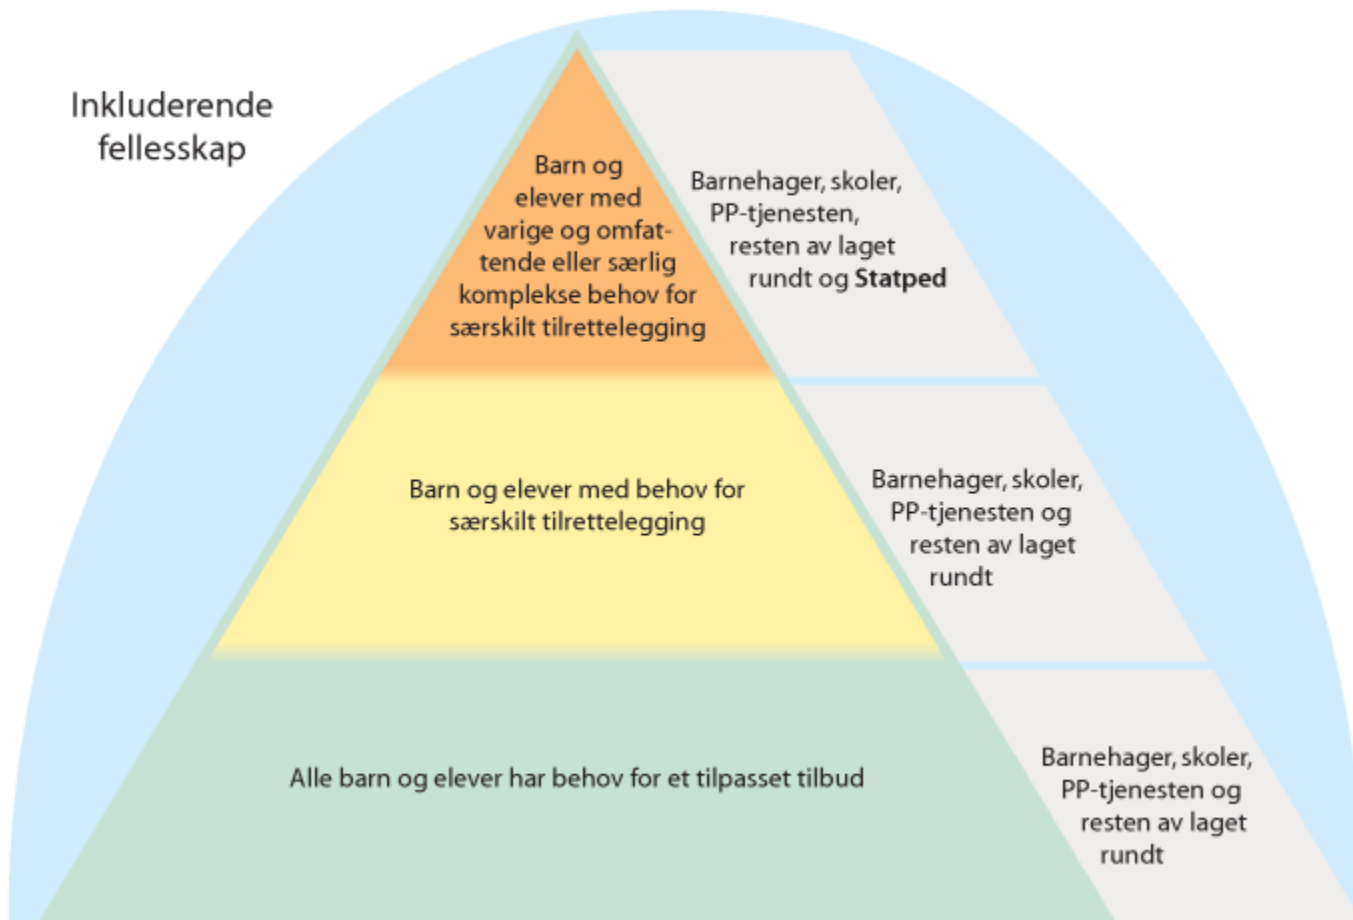 Inkluderende
fellesskap
Barn og
elever med
varige og omfat-
tende eller særlig
komplekse behov for
særskilt tilrettelegging
Barnehager, skoler,
PP-tjenesten,
resten av laget
rundt og Statped
Barn og elever med behov for
særskilt tilrettelegging
Barnehager, skoler,
PP-tjenesten og
resten av laget
rundt
Alle barn og elever har behov for et tilpasset tilbud
Barnehager, skoler,
PP-tjenesten og
resten av laget
rundt